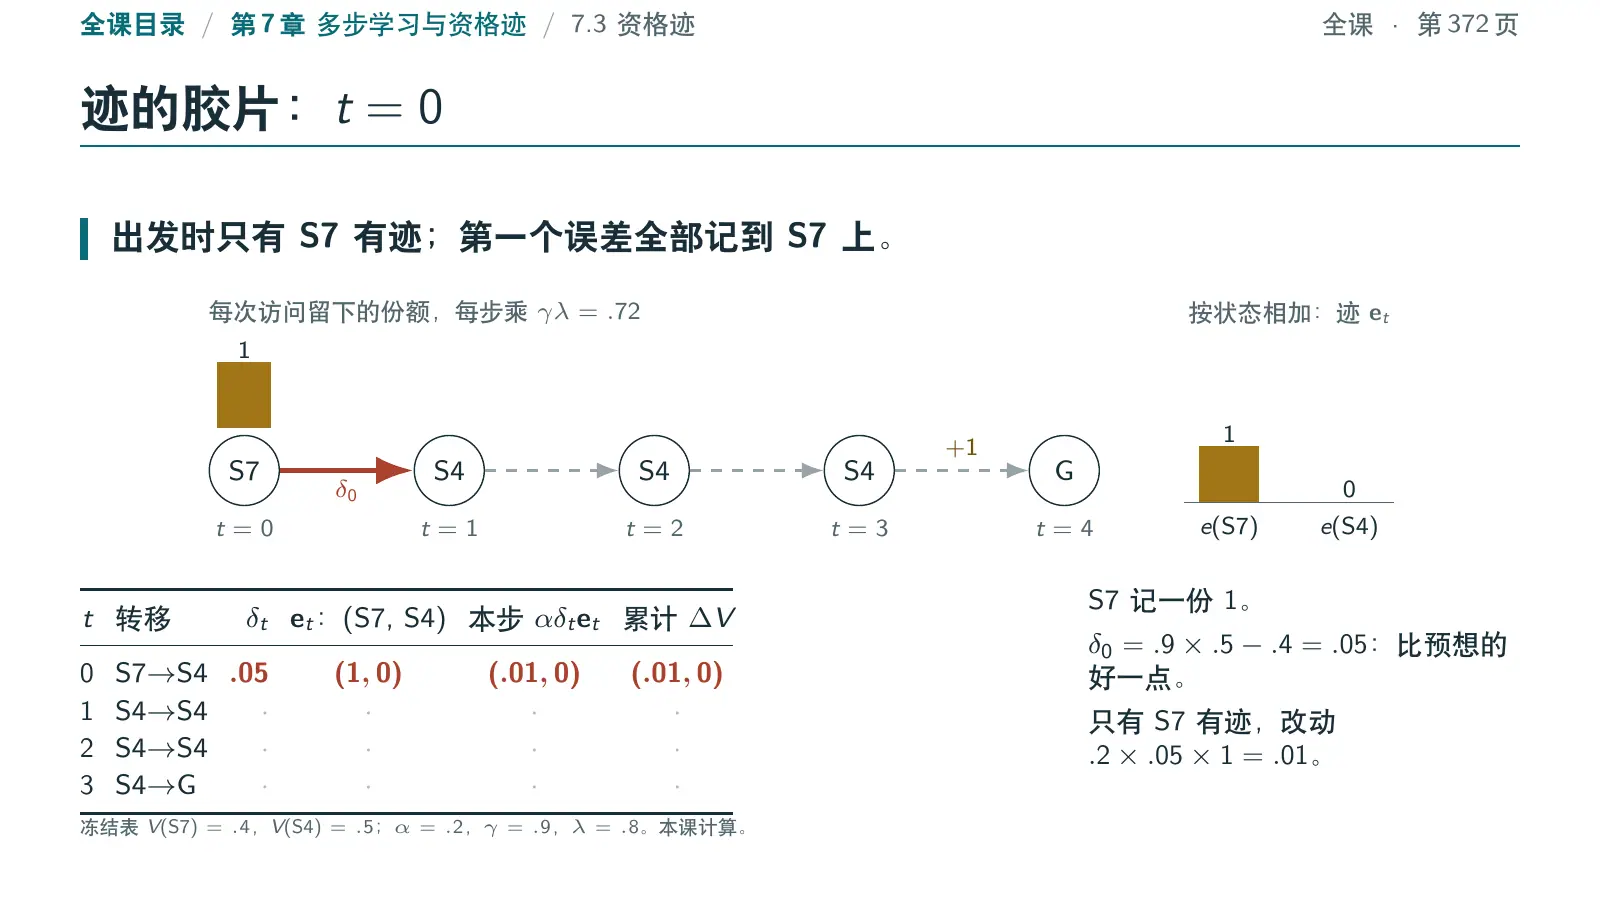 全课目录 / 第 7 章 多步学习与资格迹 / 7.3 资格迹
全课 · 第 372 页
迹的胶片：t = 0
出发时只有 S7 有迹；第一个误差全部记到 S7 上。
每次访问留下的份额，每步乘 γλ = .72
按状态相加：迹 e_t
1
S7 S4 S4 S4 G
δ₀
+1
t = 0 t = 1 t = 2 t = 3 t = 4
1 0
e(S7) e(S4)
t 转移 δ_t e_t：(S7, S4) 本步 αδ_t e_t 累计 ΔV
0 S7→S4 .05 (1, 0) (.01, 0) (.01, 0)
1 S4→S4 · · · ·
2 S4→S4 · · · ·
3 S4→G · · · ·
冻结表 V(S7) = .4，V(S4) = .5；α = .2，γ = .9，λ = .8。本课计算。
S7 记一份 1。
δ₀ = .9 × .5 − .4 = .05：比预想的
好一点。
只有 S7 有迹，改动
.2 × .05 × 1 = .01。